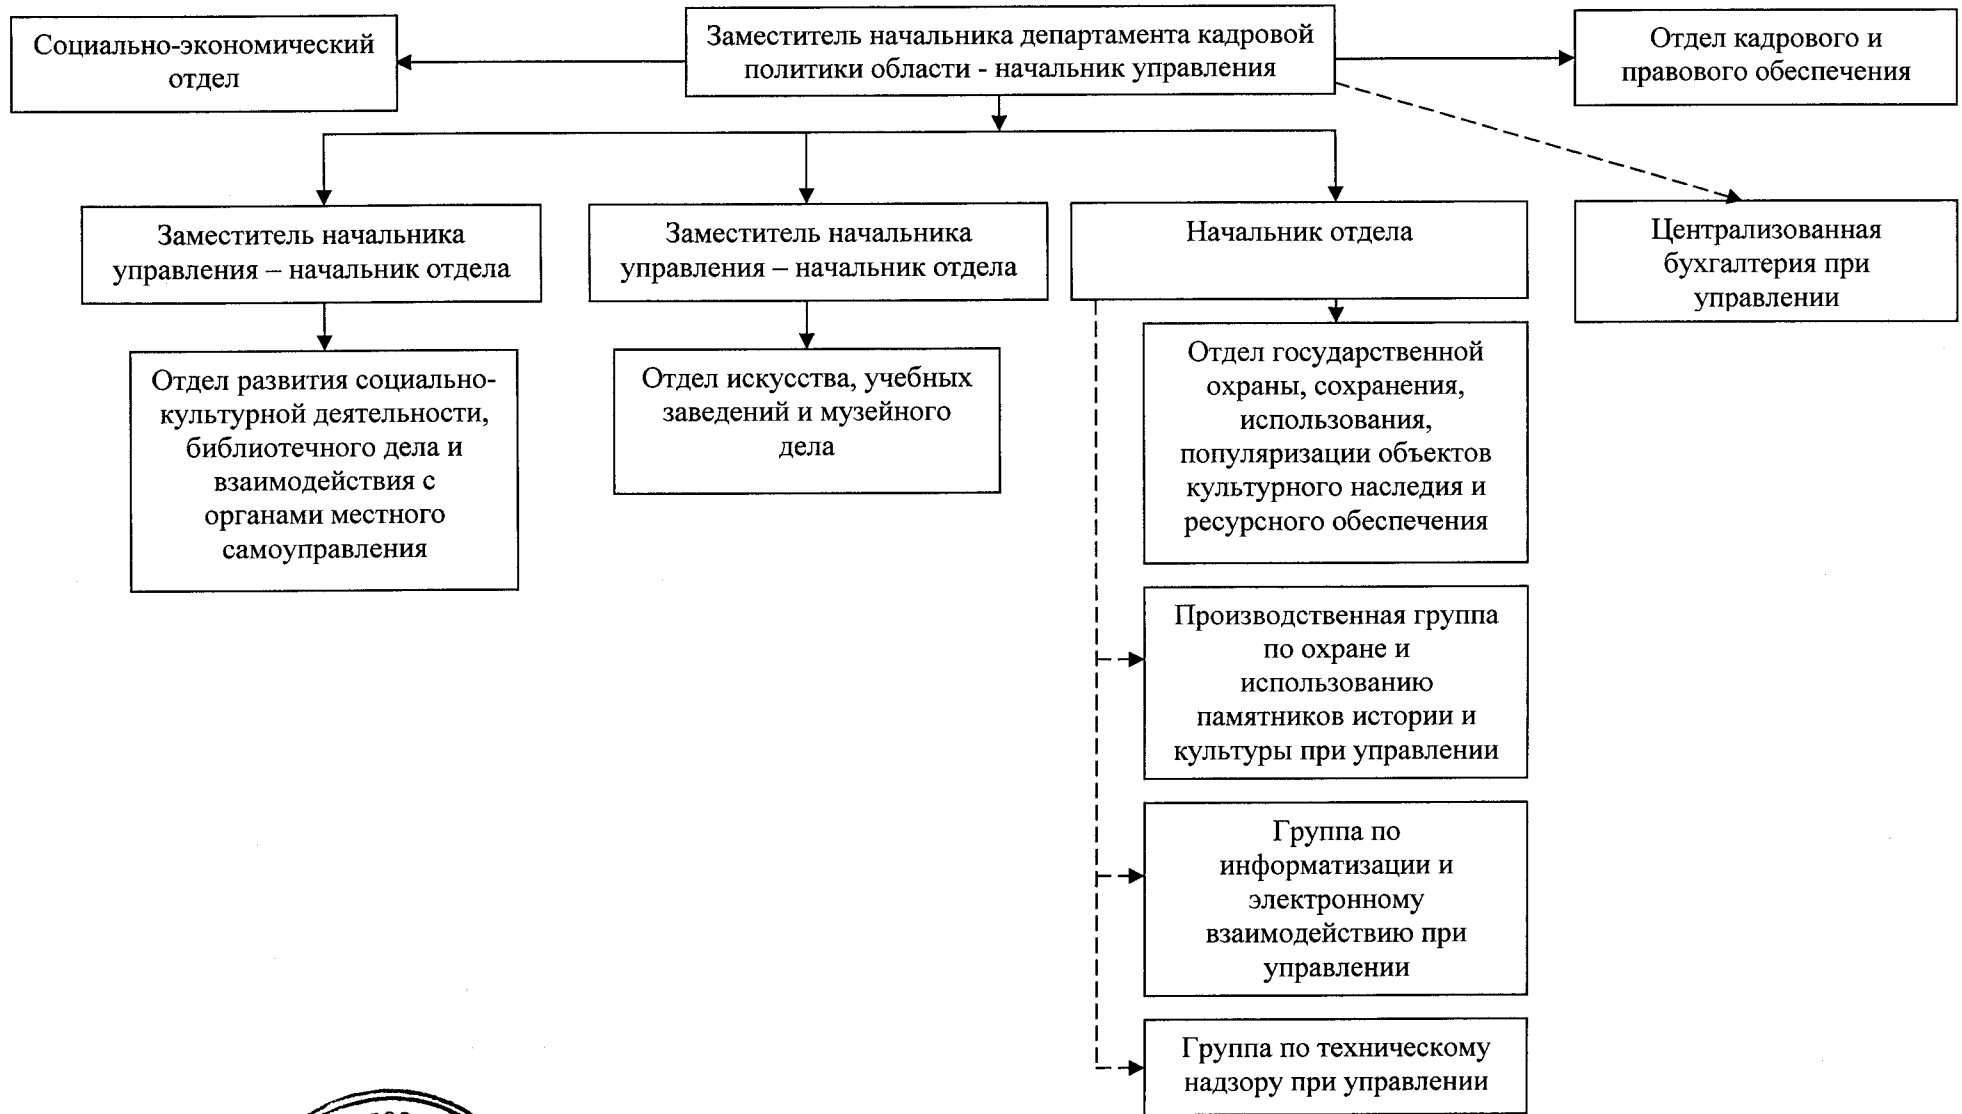 Социально-экономический
отдел
Заместитель начальника департамента кадровой
политики области - начальник управления
Отдел кадрового и
правового обеспечения
Заместитель начальника
управления – начальник отдела
Заместитель начальника
управления – начальник отдела
Начальник отдела
Централизованная
бухгалтерия при
управлении
Отдел развития социально-
культурной деятельности,
библиотечного дела и
взаимодействия с
органами местного
самоуправления
Отдел искусства, учебных
заведений и музейного
дела
Отдел государственной
охраны, сохранения,
использования,
популяризации объектов
культурного наследия и
ресурсного обеспечения
Производственная группа
по охране и
использованию
памятников истории и
культуры при управлении
Группа по
информатизации и
электронному
взаимодействию при
управлении
Группа по техническому
надзору при управлении